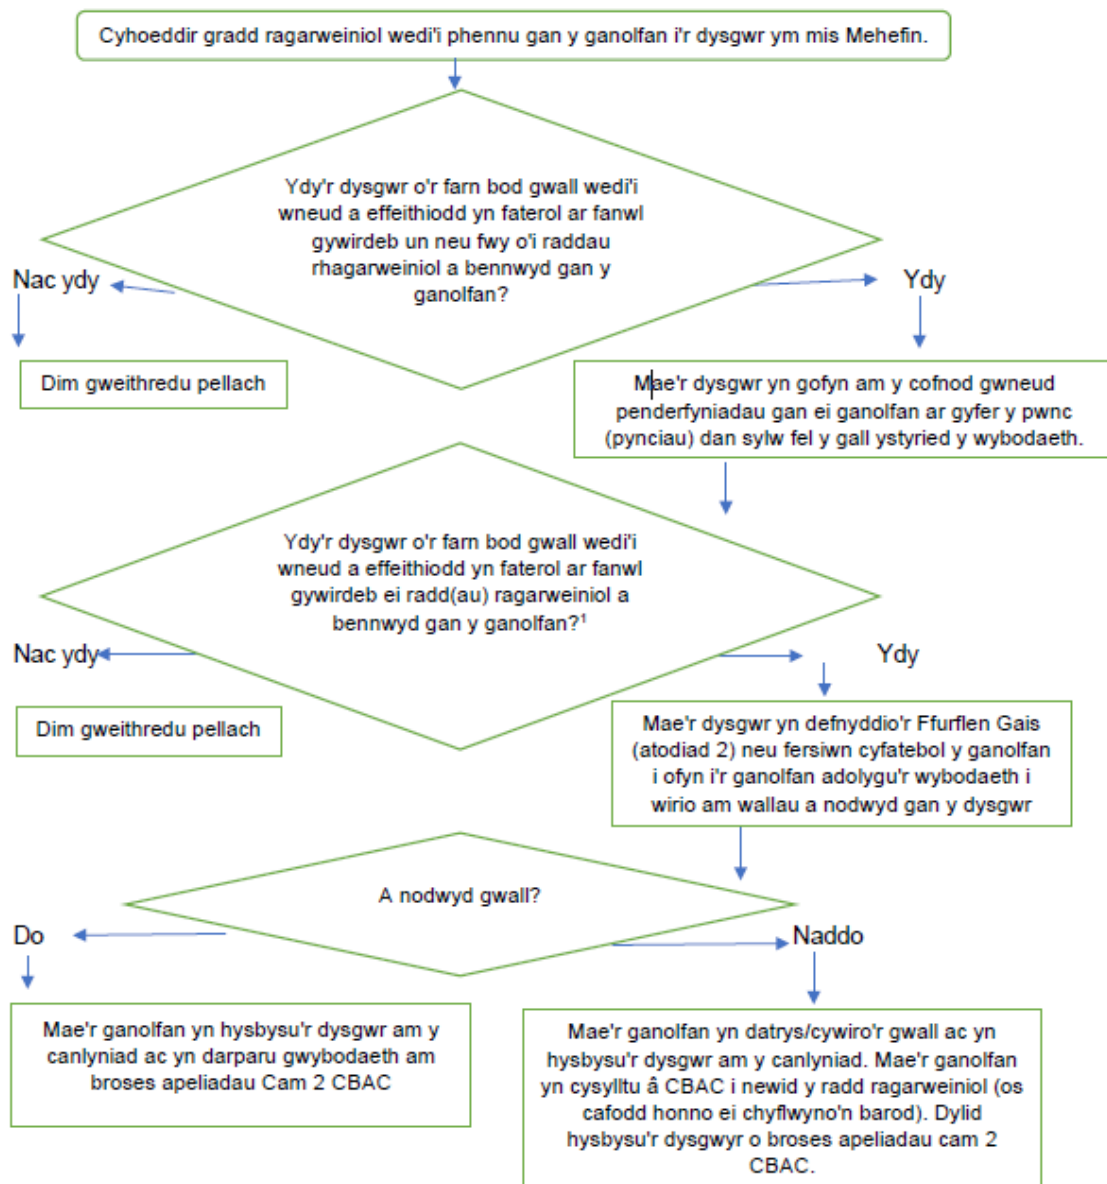 Cyhoeddir gradd ragarweiniol wedi'i phennu gan y ganolfan i'r dysgwr ym mis Mehefin.
Ydy'r dysgwr o'r farn bod gwall wedi'i
wneud a effeithiodd yn faterol ar fanwl
gywirdeb un neu fwy o'i raddau
rhagarweiniol a bennwyd gan y
ganolfan?
Nac ydy
Ydy
Dim gweithredu pellach
Mae'r dysgwr yn gofyn am y cofnod gwneud
penderfyniadau gan ei ganolfan ar gyfer y pwnc
(pynciau) dan sylw fel y gall ystyried y wybodaeth.
Ydy'r dysgwr o'r farn bod gwall wedi'i
wneud a effeithiodd yn faterol ar fanwl
gywirdeb ei radd(au) ragarweiniol a
bennwyd gan y ganolfan?¹
Nac ydy
Ydy
Dim gweithredu pellach
Mae'r dysgwr yn defnyddio'r Ffurflen Gais
(atodiad 2) neu fersiwn cyfatebol y ganolfan
i ofyn i'r ganolfan adolygu'r wybodaeth i
wirio am wallau a nodwyd gan y dysgwr
A nodwyd gwall?
Do
Naddo
Mae'r ganolfan yn hysbysu'r dysgwr am y
canlyniad ac yn darparu gwybodaeth am
broses apeliadau Cam 2 CBAC
Mae'r ganolfan yn datrys/cywiro'r gwall ac yn
hysbysu'r dysgwr am y canlyniad. Mae'r ganolfan
yn cysylltu â CBAC i newid y radd ragarweiniol (os
cafodd honno ei chyflwyno'n barod). Dylid
hysbysu'r dysgwyr o broses apeliadau cam 2
CBAC.